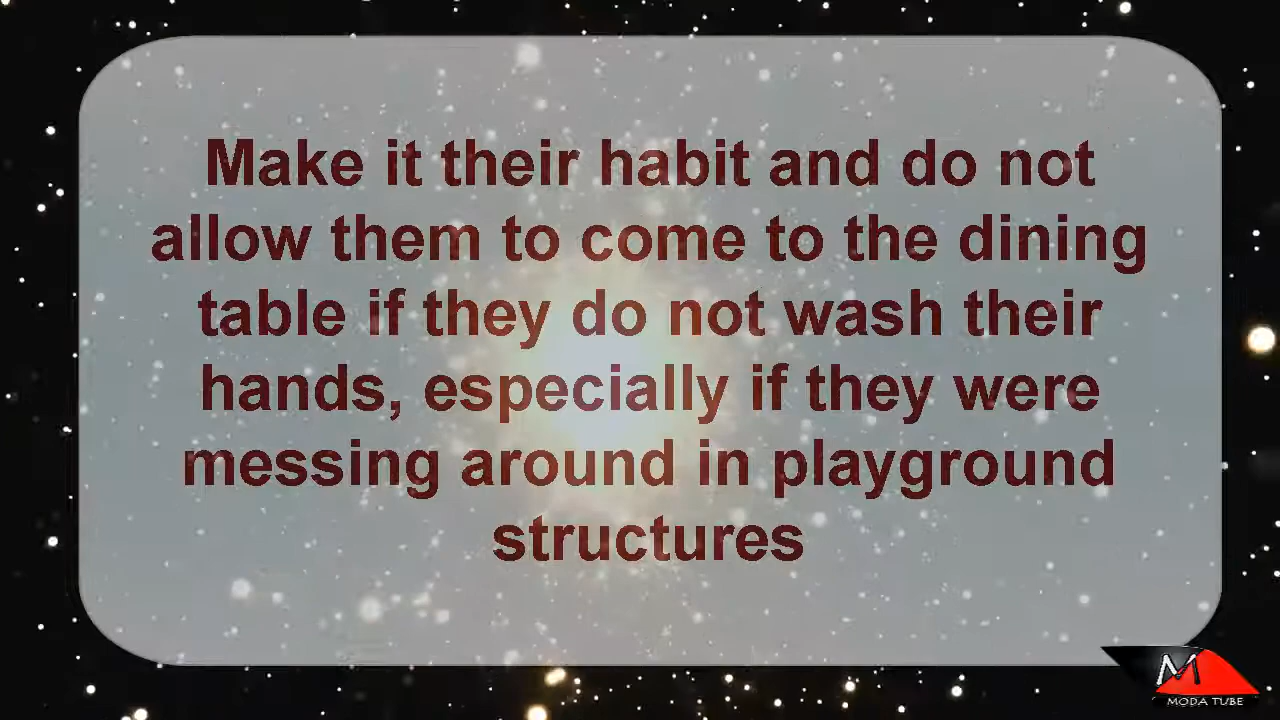 Make it their habit and do not
allow them to come to the dining
table if they do not wash their
hands, especially if they were
messing around in playground
structures
M
MODA TUBE